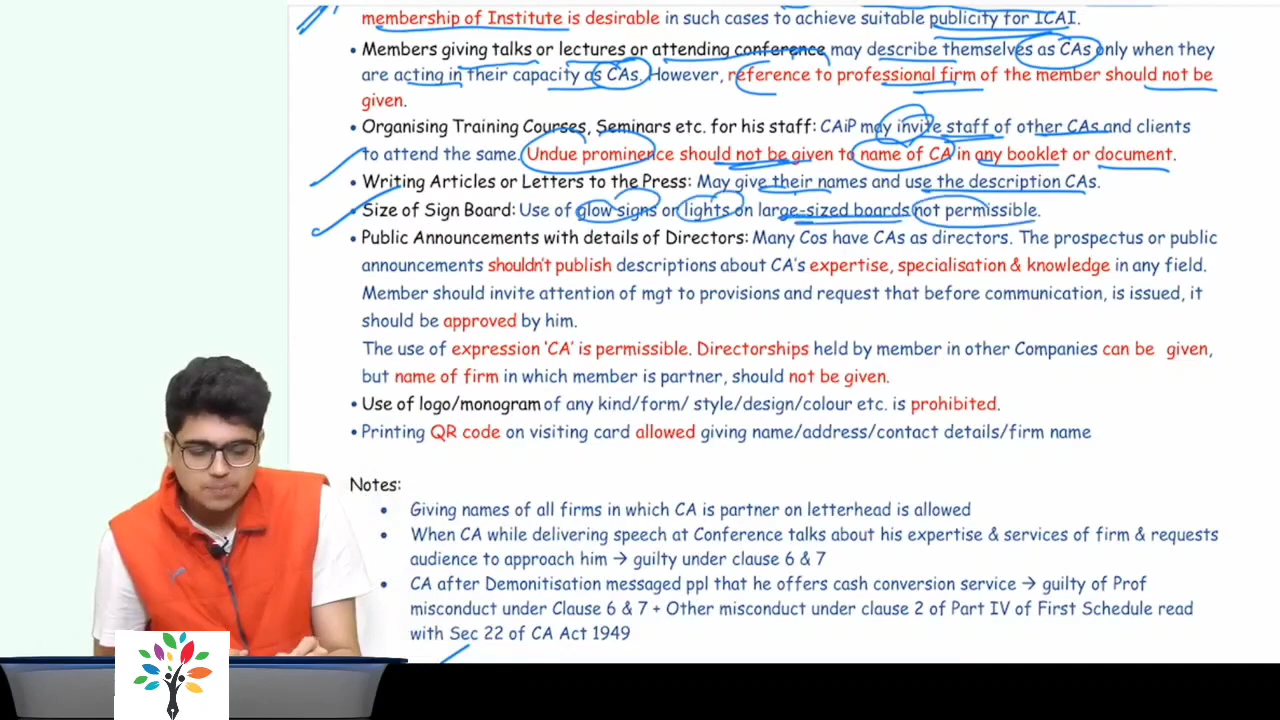 membership of Institute is desirable in such cases to achieve suitable publicity for ICAI.
• Members giving talks or lectures or attending conference may describe themselves as CAs only when they
are acting in their capacity as CAs. However, reference to professional firm of the member should not be
given.
• Organising Training Courses, Seminars etc. for his staff: CAiP may invite staff of other CAs and clients
to attend the same. Undue prominence should not be given to name of CA in any booklet or document.
• Writing Articles or Letters to the Press: May give their names and use the description CAs.
• Size of Sign Board: Use of glow signs or lights on large-sized boards not permissible.
• Public Announcements with details of Directors: Many Cos have CAs as directors. The prospectus or public
announcements shouldn't publish descriptions about CA's expertise, specialisation & knowledge in any field.
Member should invite attention of mgt to provisions and request that before communication, is issued, it
should be approved by him.
The use of expression 'CA' is permissible. Directorships held by member in other Companies can be given,
but name of firm in which member is partner, should not be given.
• Use of logo/monogram of any kind/form/ style/design/colour etc. is prohibited.
• Printing QR code on visiting card allowed giving name/address/contact details/firm name
Notes:
• Giving names of all firms in which CA is partner on letterhead is allowed
• When CA while delivering speech at Conference talks about his expertise & services of firm & requests
audience to approach him → guilty under clause 6 & 7
• CA after Demonitisation messaged ppl that he offers cash conversion service → guilty of Prof
misconduct under Clause 6 & 7 + Other misconduct under clause 2 of Part IV of First Schedule read
with Sec 22 of CA Act 1949